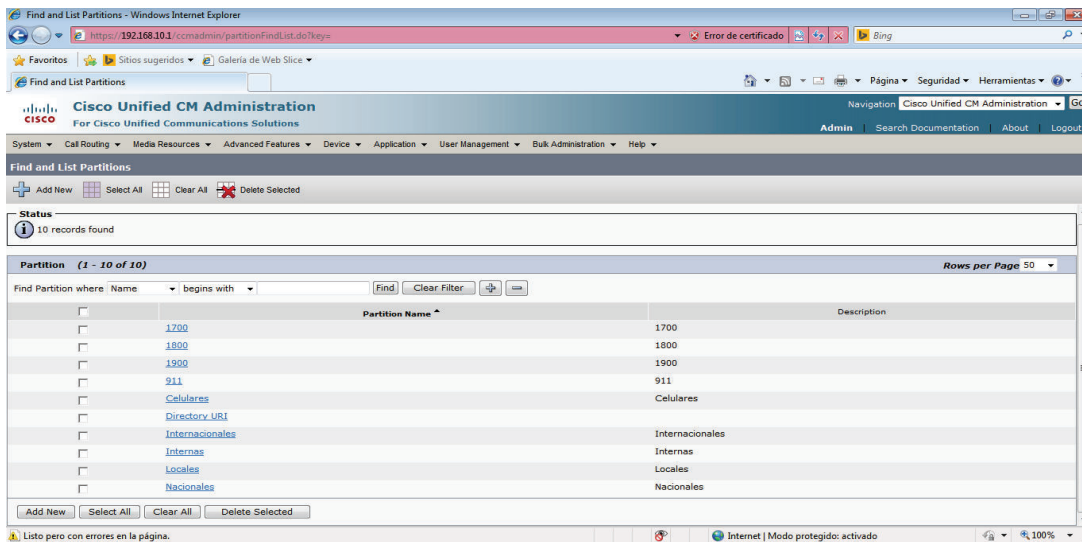 Find and List Partitions - Windows Internet Explorer
https://192.168.10.1/ccmadmin/partitionFindList.do?key=
Error de certificado
Bing
Favoritos
Sitios sugeridos
Galería de Web Slice
Find and List Partitions
Página
Seguridad
Herramientas
CISCO
Cisco Unified CM Administration
For Cisco Unified Communications Solutions
Navigation Cisco Unified CM Administration Go
Admin | Search Documentation | About | Logout
System Call Routing Media Resources Advanced Features Device Application User Management Bulk Administration Help
Find and List Partitions
Add New Select All Clear All Delete Selected
Status
10 records found
Partition (1 - 10 of 10)
Rows per Page 50
Find Partition where Name begins with Find Clear Filter
Partition Name Description
1700 1700
1800 1800
1900 1900
911 911
Celulares Celulares
Directory URI
Internacionales Internacionales
Internas Internas
Locales Locales
Nacionales Nacionales
Add New Select All Clear All Delete Selected
Listo pero con errores en la página.
Internet | Modo protegido: activado
100%